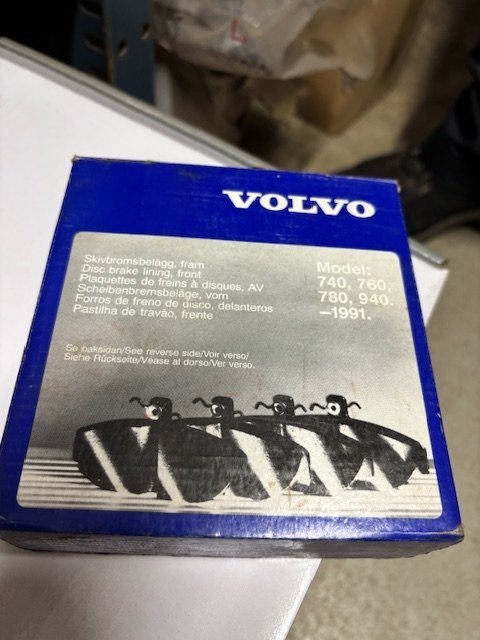 VOLVO
Skivbromsbelägg, fram
Disc brake lining, front
Plaquettes de freins à disques, AV
Scheibenbremsbeläge, vorn
Forros de freno de disco, delanteros
Pastilha de travão, freinte
Model:
740, 760,
780, 940.
–1991.
Se baksidan/See reverse side/Voir verso/
Siehe Rückseite/Véase al dorso/Ver verso.